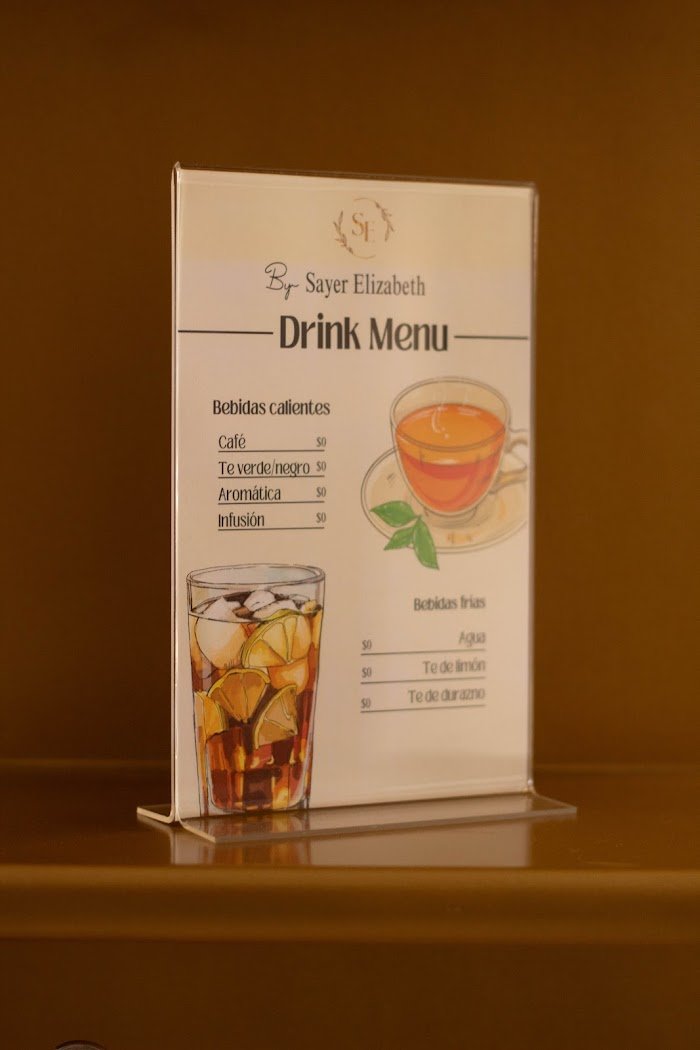 SE
By Sayer Elizabeth
Drink Menu
Bebidas calientes
Café $0
Te verde/negro $0
Aromática $0
Infusión $0
Bebidas frías
$0 Agua
$0 Te de limón
$0 Te de durazno